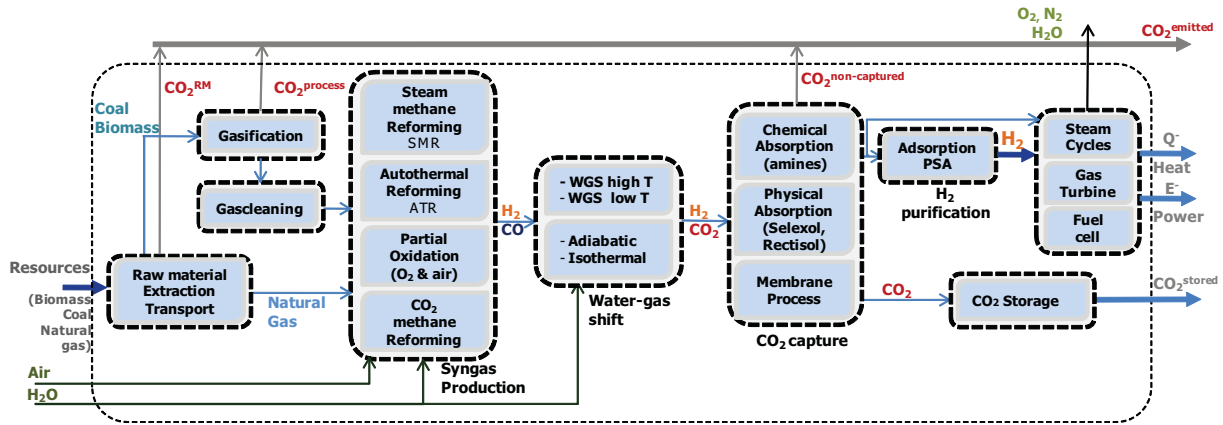 O₂, N₂
H₂O
CO₂ᵉᵐⁱᵗᵗᵉᵈ
CO₂ᴿᴹ
CO₂ᵖʳᵒᶜᵉˢˢ
CO₂ⁿᵒⁿ⁻ᶜᵃᵖᵗᵘʳᵉᵈ
Coal
Biomass
Gasification
Gascleaning
Resources
(Biomass
Coal
Natural
gas)
Raw material
Extraction
Transport
Natural
Gas
Air
H₂O
Steam
methane
Reforming
SMR
Autothermal
Reforming
ATR
Partial
Oxidation
(O₂ & air)
CO₂
methane
Reforming
Syngas
Production
H₂
CO
- WGS high T
- WGS low T
- Adiabatic
- Isothermal
Water-gas
shift
H₂
CO₂
Chemical
Absorption
(amines)
Physical
Absorption
(Selexol,
Rectisol)
Membrane
Process
CO₂ capture
Adsorption
PSA
H₂
purification
H₂
CO₂
CO₂ Storage
Steam
Cycles
Gas
Turbine
Fuel
cell
Q⁻
Heat
E⁻
Power
CO₂ˢᵗᵒʳᵉᵈ